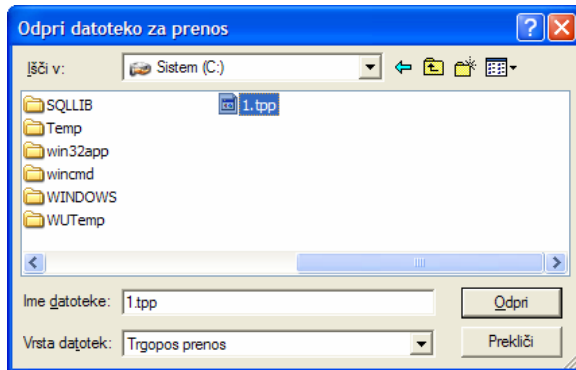 Odpri datoteko za prenos
Išči v: Sistem (C:)
SQLLIB 1.tpp
Temp
win32app
wincmd
WINDOWS
WUTemp
Ime datoteke: 1.tpp Odpri
Vrsta datotek: Trgopos prenos Prekliči